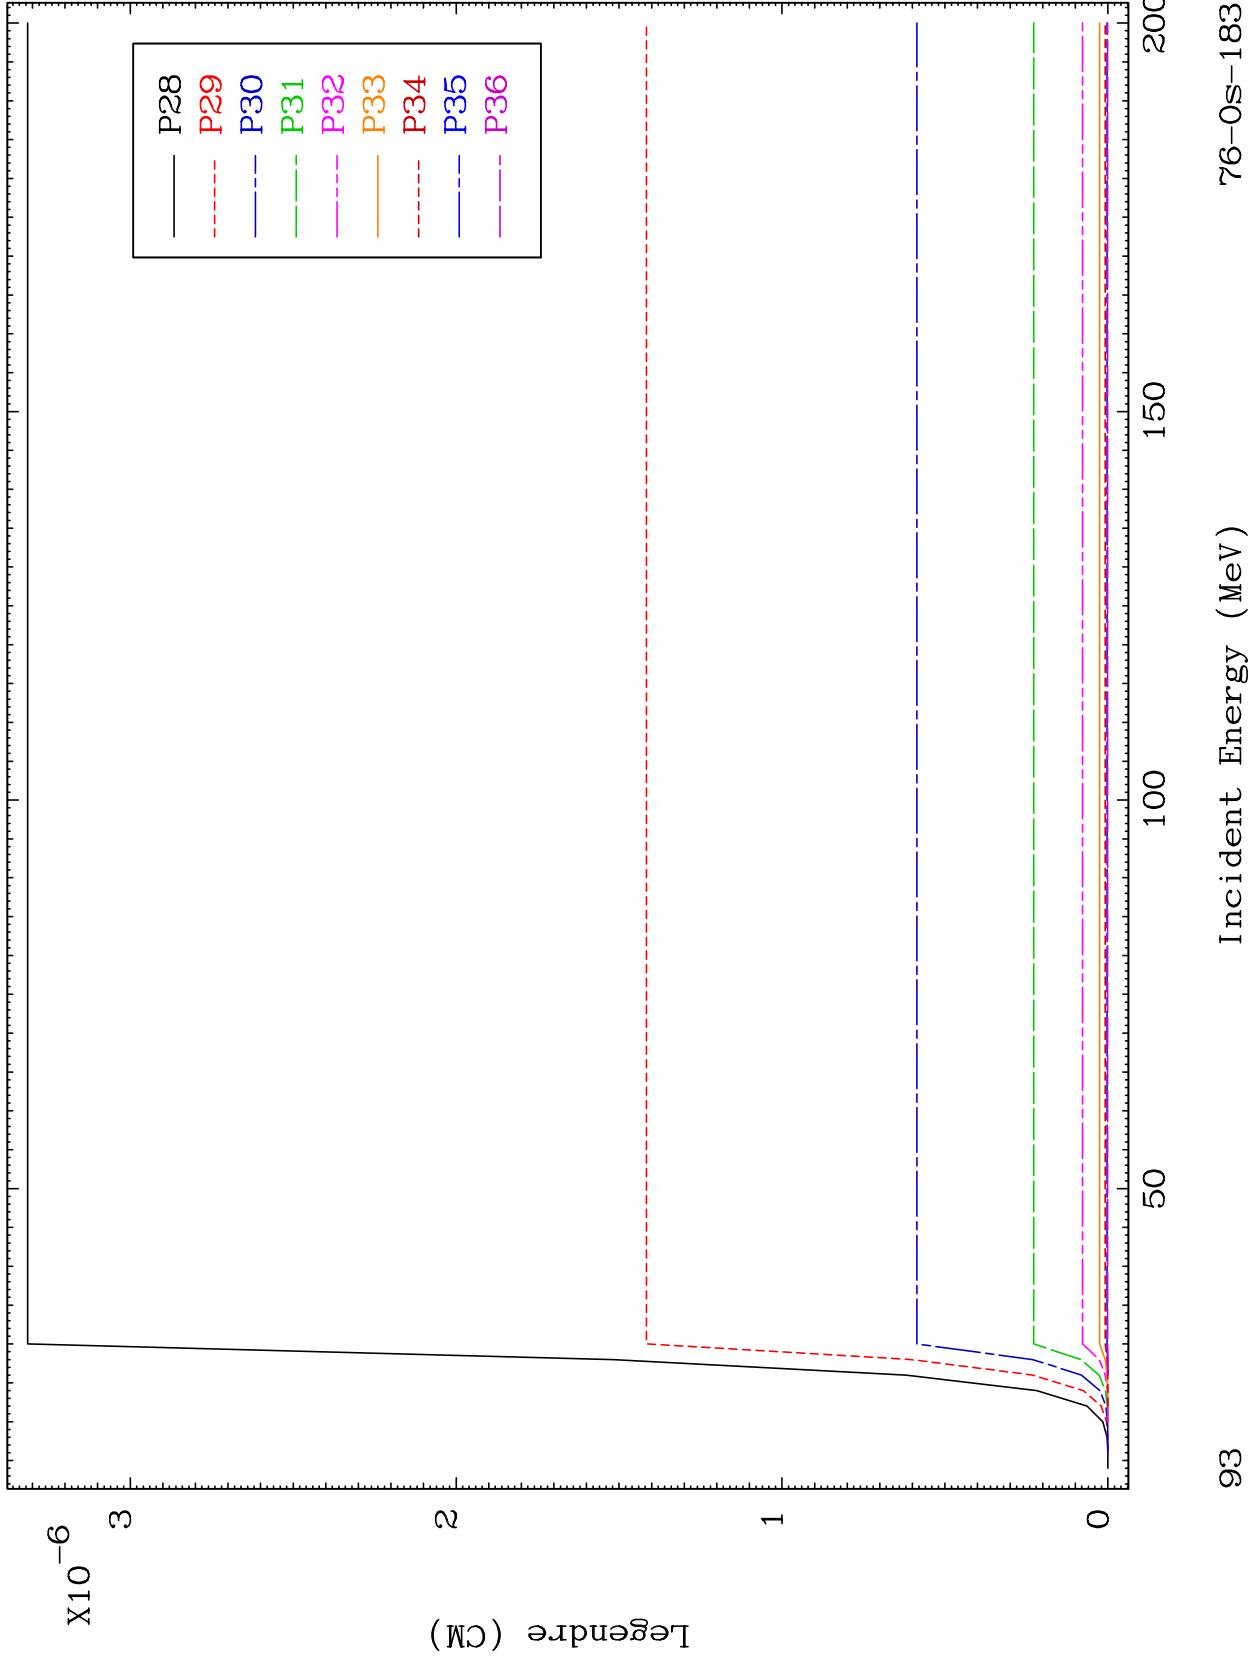 X10-6
3
2
1
0
Legendre (CM)
P28
P29
P30
P31
P32
P33
P34
P35
P36
50
100
150
200
Incident Energy (MeV)
93
76-Os-183